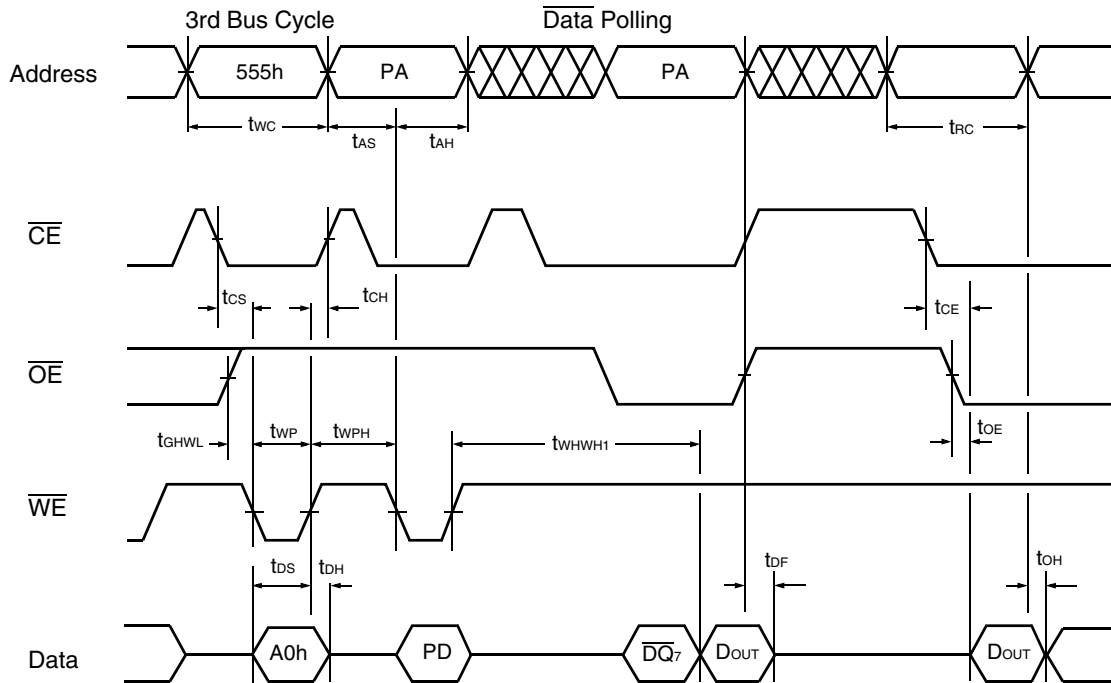 3rd Bus Cycle
Data Polling
Address
555h
PA
PA
tWC
tAS
tAH
tRC
CE
tCS
tCH
tCE
OE
tGHWL
tWP
tWPH
tWHWH1
tOE
WE
tDS
tDH
tDF
tOH
Data
A0h
PD
DQ7
DOUT
DOUT